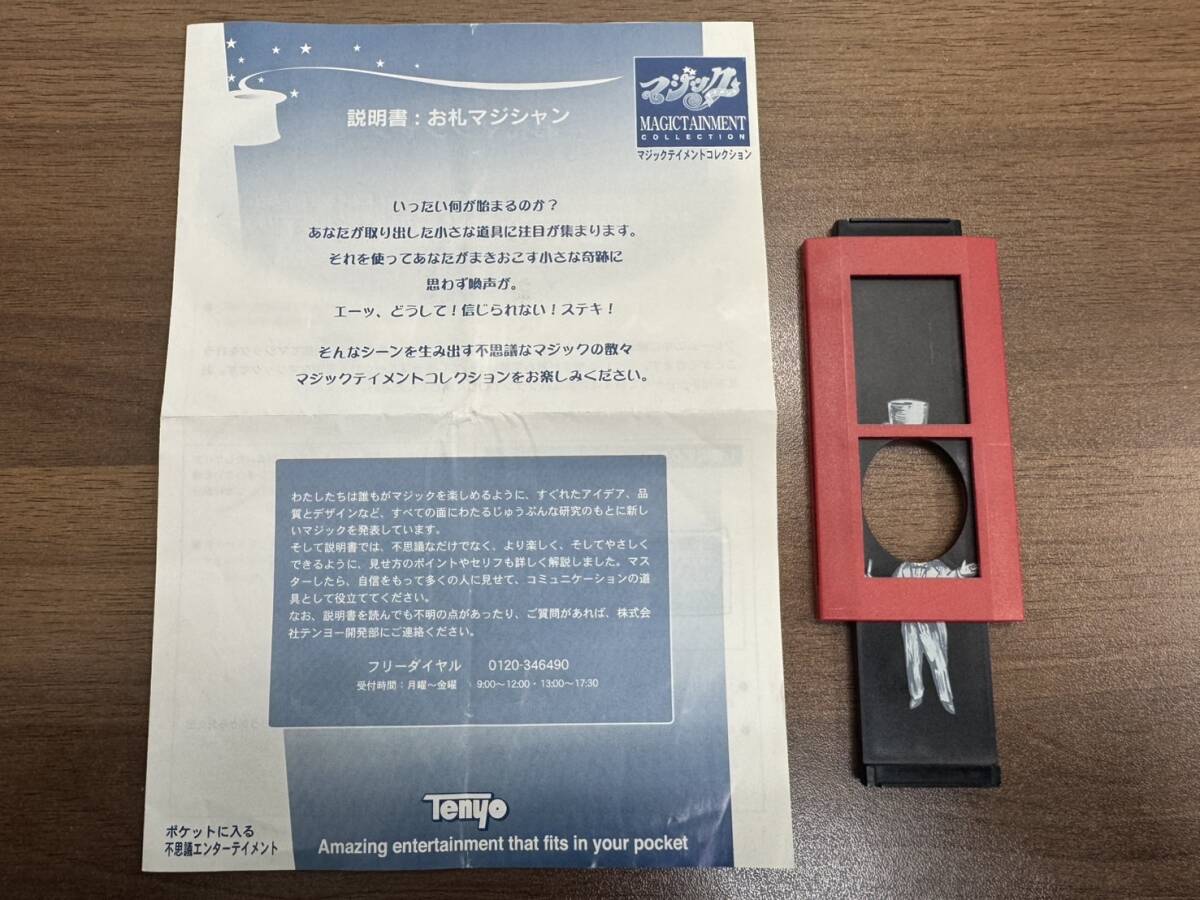 説明書:お札マジシャン
マジック
MAGICTAINMENT
COLLECTION
マジックテイメントコレクション
いったい何が始まるのか?
あなたが取り出した小さな道具に注目が集まります。
それを使ってあなたがまきおこす小さな奇跡に
思わず喚声が。
エーッ、どうして!信じられない!ステキ!
そんなシーンを生み出す不思議なマジックの数々
マジックテイメントコレクションをお楽しみください。
わたしたちは誰もがマジックを楽しめるように、すぐれたアイデア、品
質とデザインなど、すべての面にわたるじゅうぶんな研究のもとに新し
いマジックを発表しています。
そして説明書では、不思議なだけでなく、より楽しく、そしてやさしく
できるように、見せ方のポイントやセリフも詳しく解説しました。マス
ターしたら、自信をもって多くの人に見せて、コミュニケーションの道
具として役立ててください。
なお、説明書を読んでも不明の点があったり、ご質問があれば、株式会
社テンヨー開発部にご連絡ください。
フリーダイヤル 0120-346490
受付時間:月曜~金曜 9:00~12:00・13:00~17:30
Tenyo
ポケットに入る
不思議エンターテイメント
Amazing entertainment that fits in your pocket